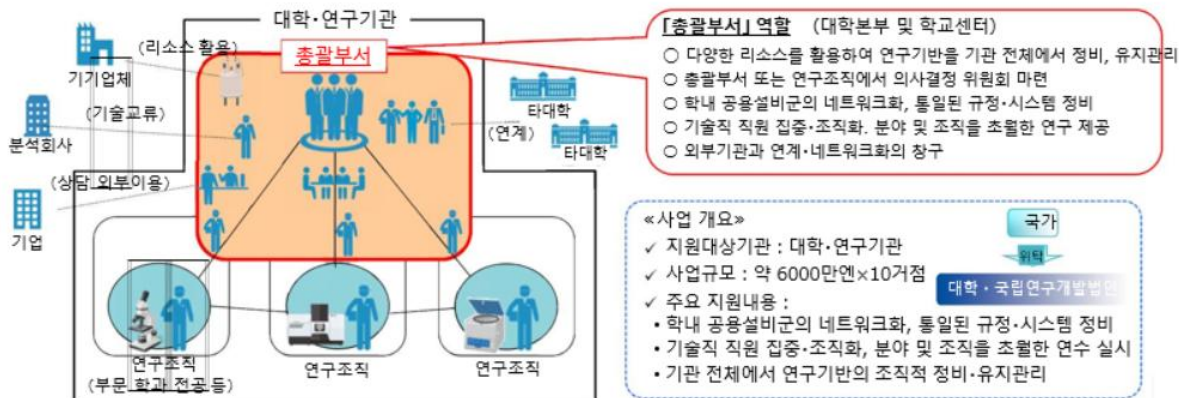 대학·연구기관
총괄부서
(리소스 활용)
기기업체
(기술교류)
분석회사
(상담 외부이용)
기업
타대학
(연계)
타대학
연구조직
(부문 학과 전공 등)
연구조직
연구조직
「총괄부서」 역할 (대학본부 및 학교센터)
○ 다양한 리소스를 활용하여 연구기반을 기관 전체에서 정비, 유지관리
○ 총괄부서 또는 연구조직에서 의사결정 위원회 마련
○ 학내 공용설비군의 네트워크화, 통일된 규정·시스템 정비
○ 기술직 직원 집중·조직화. 분야 및 조직을 초월한 연구 제공
○ 외부기관과 연계·네트워크화의 창구
«사업 개요»
✓ 지원대상기관 : 대학·연구기관
✓ 사업규모 : 약 6000만엔×10거점
✓ 주요 지원내용 :
• 학내 공용설비군의 네트워크화, 통일된 규정·시스템 정비
• 기술직 직원 집중·조직화, 분야 및 조직을 초월한 연수 실시
• 기관 전체에서 연구기반의 조직적 정비·유지관리
국가
위탁
대학·국립연구개발법인